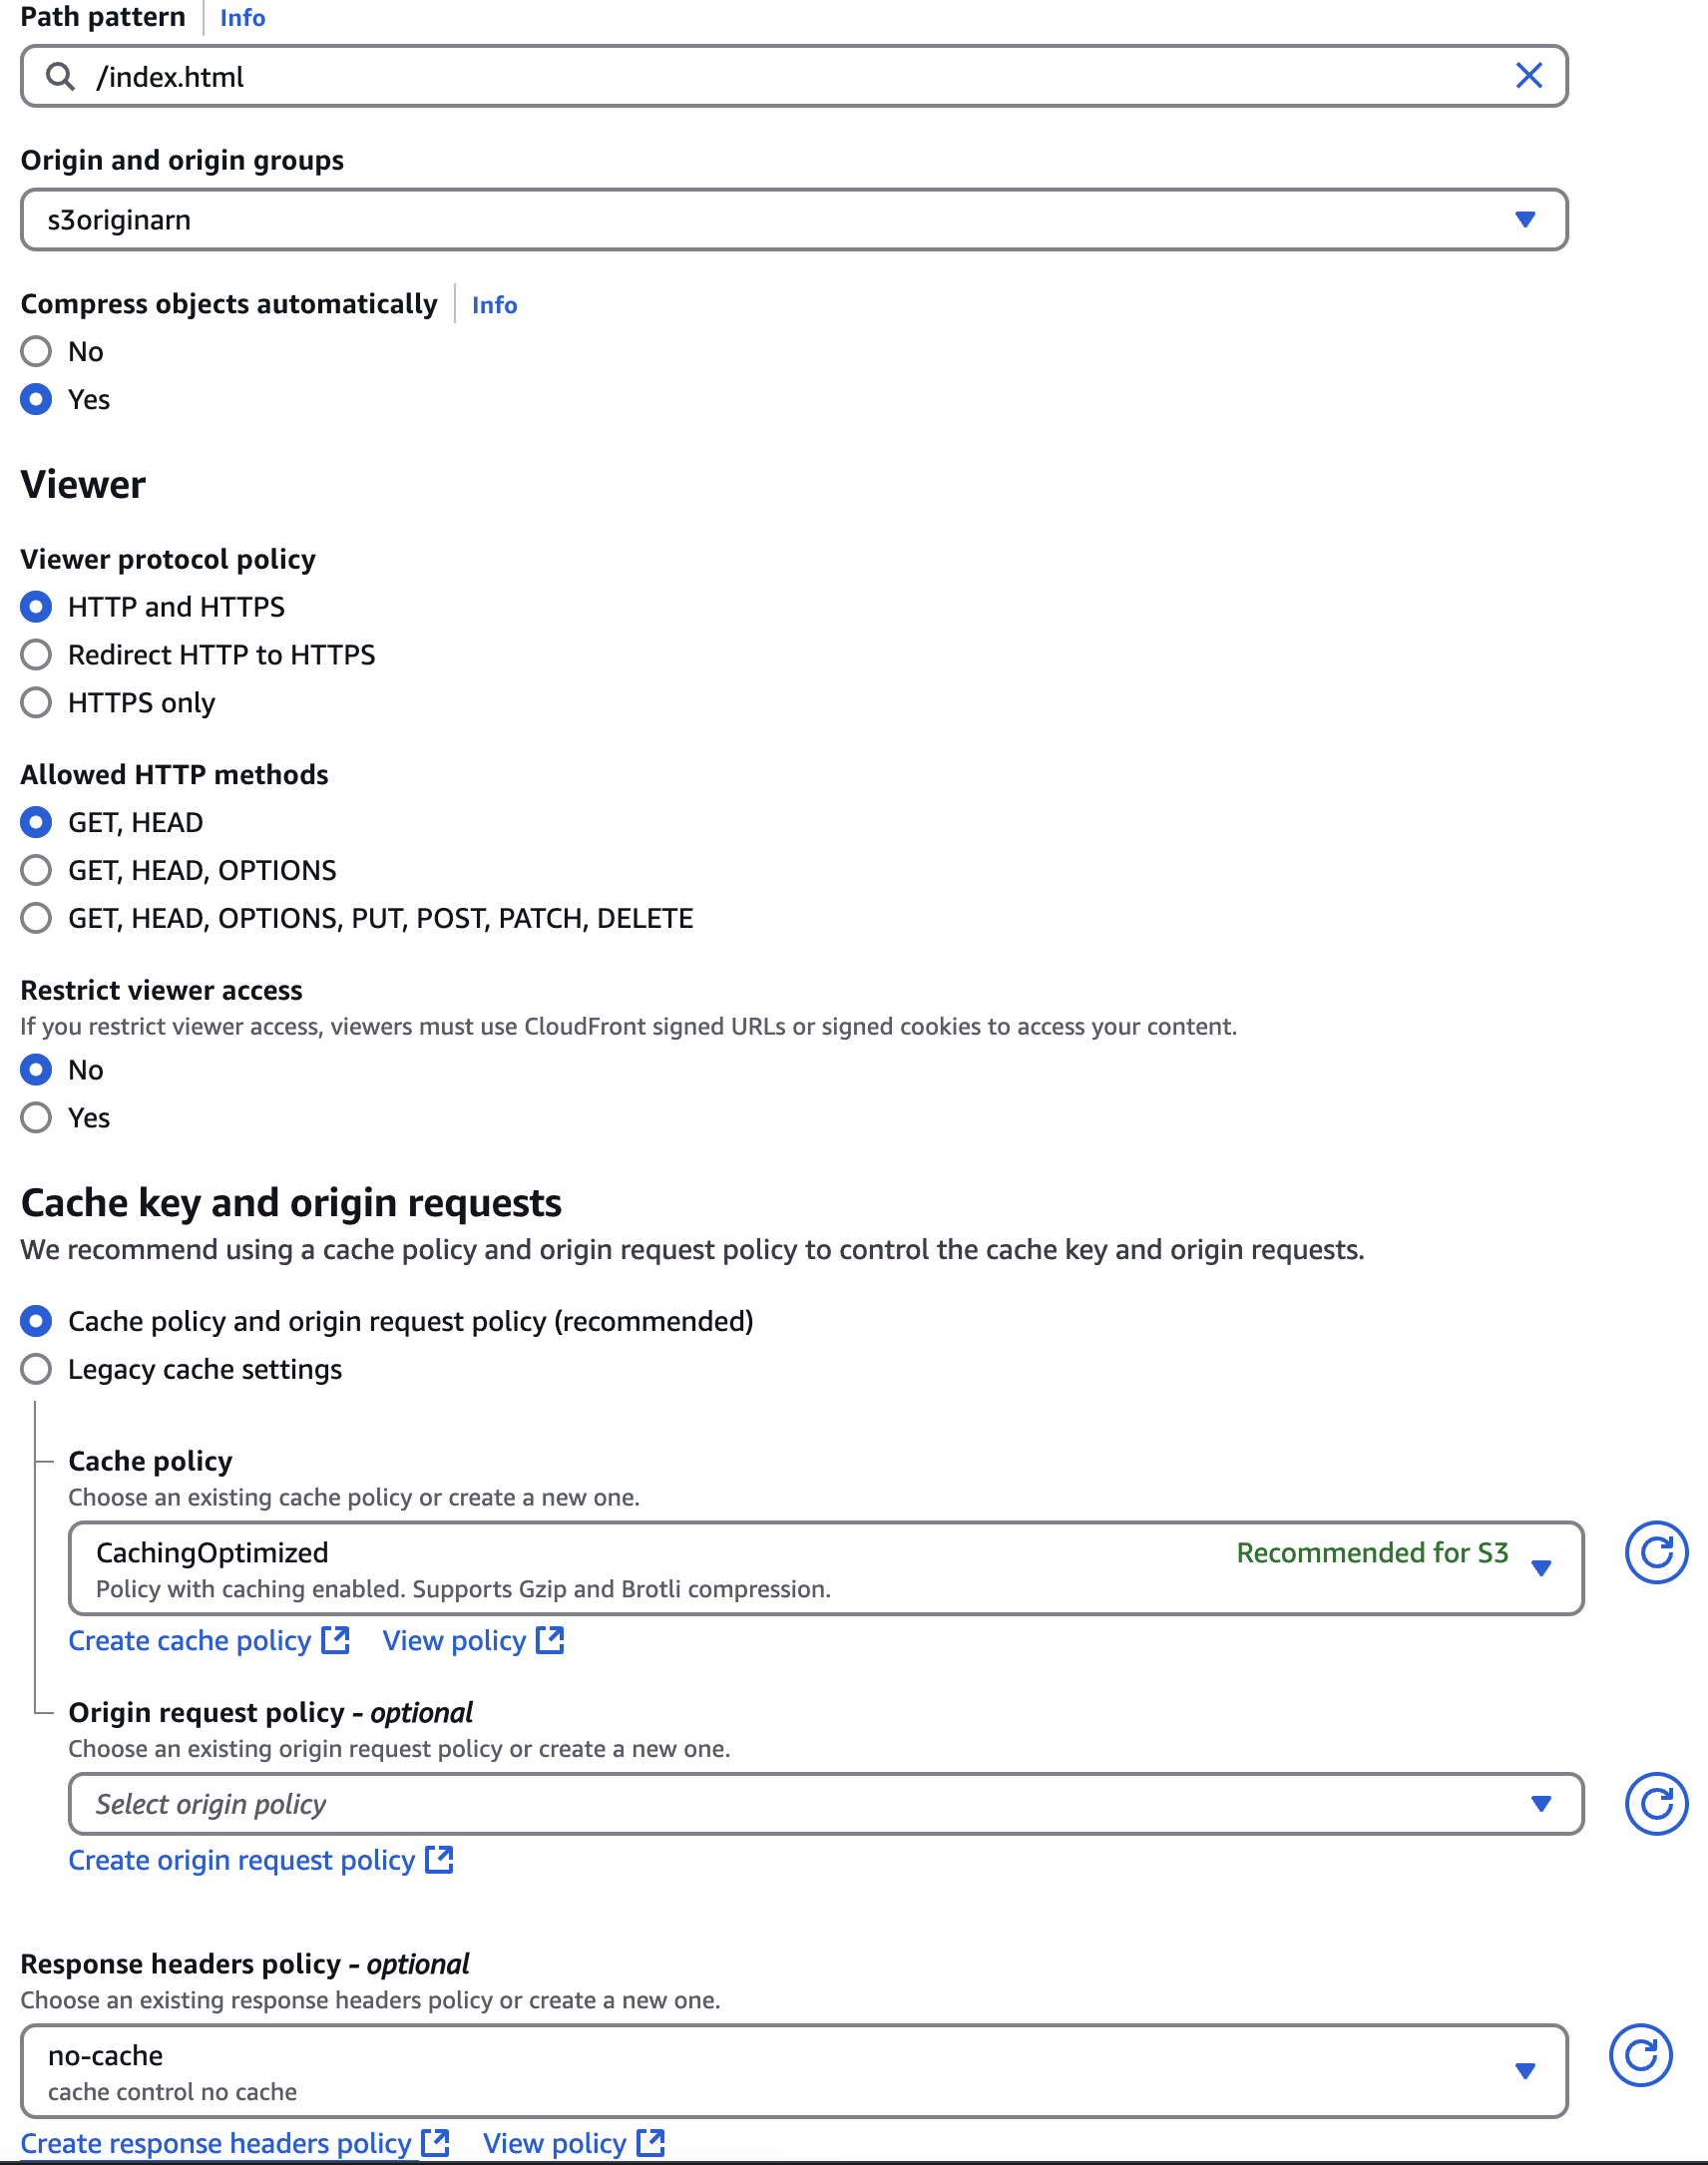 Path pattern Info
/index.html
Origin and origin groups
s3originarn
Compress objects automatically Info
No
Yes
Viewer
Viewer protocol policy
HTTP and HTTPS
Redirect HTTP to HTTPS
HTTPS only
Allowed HTTP methods
GET, HEAD
GET, HEAD, OPTIONS
GET, HEAD, OPTIONS, PUT, POST, PATCH, DELETE
Restrict viewer access
If you restrict viewer access, viewers must use CloudFront signed URLs or signed cookies to access your content.
No
Yes
Cache key and origin requests
We recommend using a cache policy and origin request policy to control the cache key and origin requests.
Cache policy and origin request policy (recommended)
Legacy cache settings
Cache policy
Choose an existing cache policy or create a new one.
CachingOptimized Recommended for S3
Policy with caching enabled. Supports Gzip and Brotli compression.
Create cache policy View policy
Origin request policy - optional
Choose an existing origin request policy or create a new one.
Select origin policy
Create origin request policy
Response headers policy - optional
Choose an existing response headers policy or create a new one.
no-cache
cache control no cache
Create response headers policy View policy